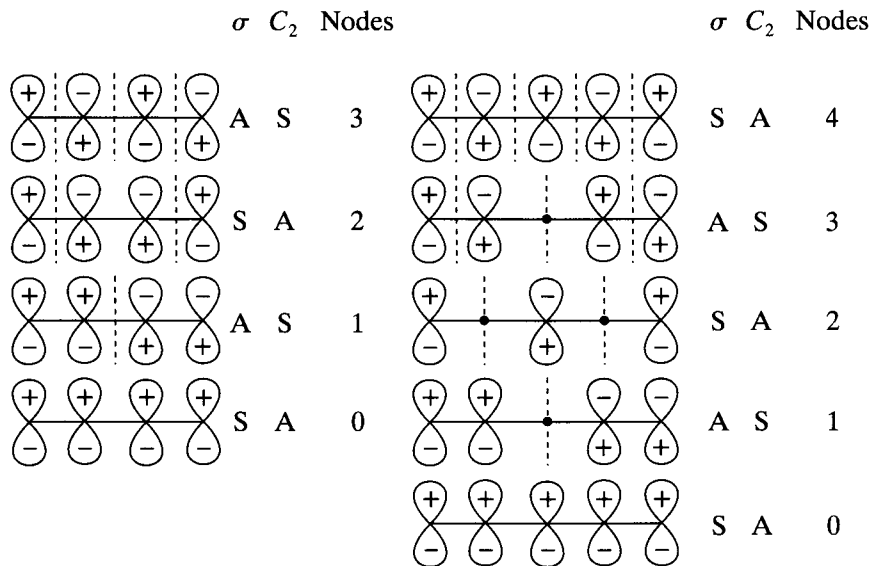 σ C₂ Nodes
+ − + −
A S 3
− + − +
+ − − +
S A 2
− + + −
+ + − −
A S 1
− − + +
+ + + +
S A 0
− − − −
σ C₂ Nodes
+ − + − +
S A 4
− + − + −
+ − + −
A S 3
− + − +
+ − +
S A 2
− + −
+ + − −
A S 1
− − + +
+ + + + +
S A 0
− − − − −